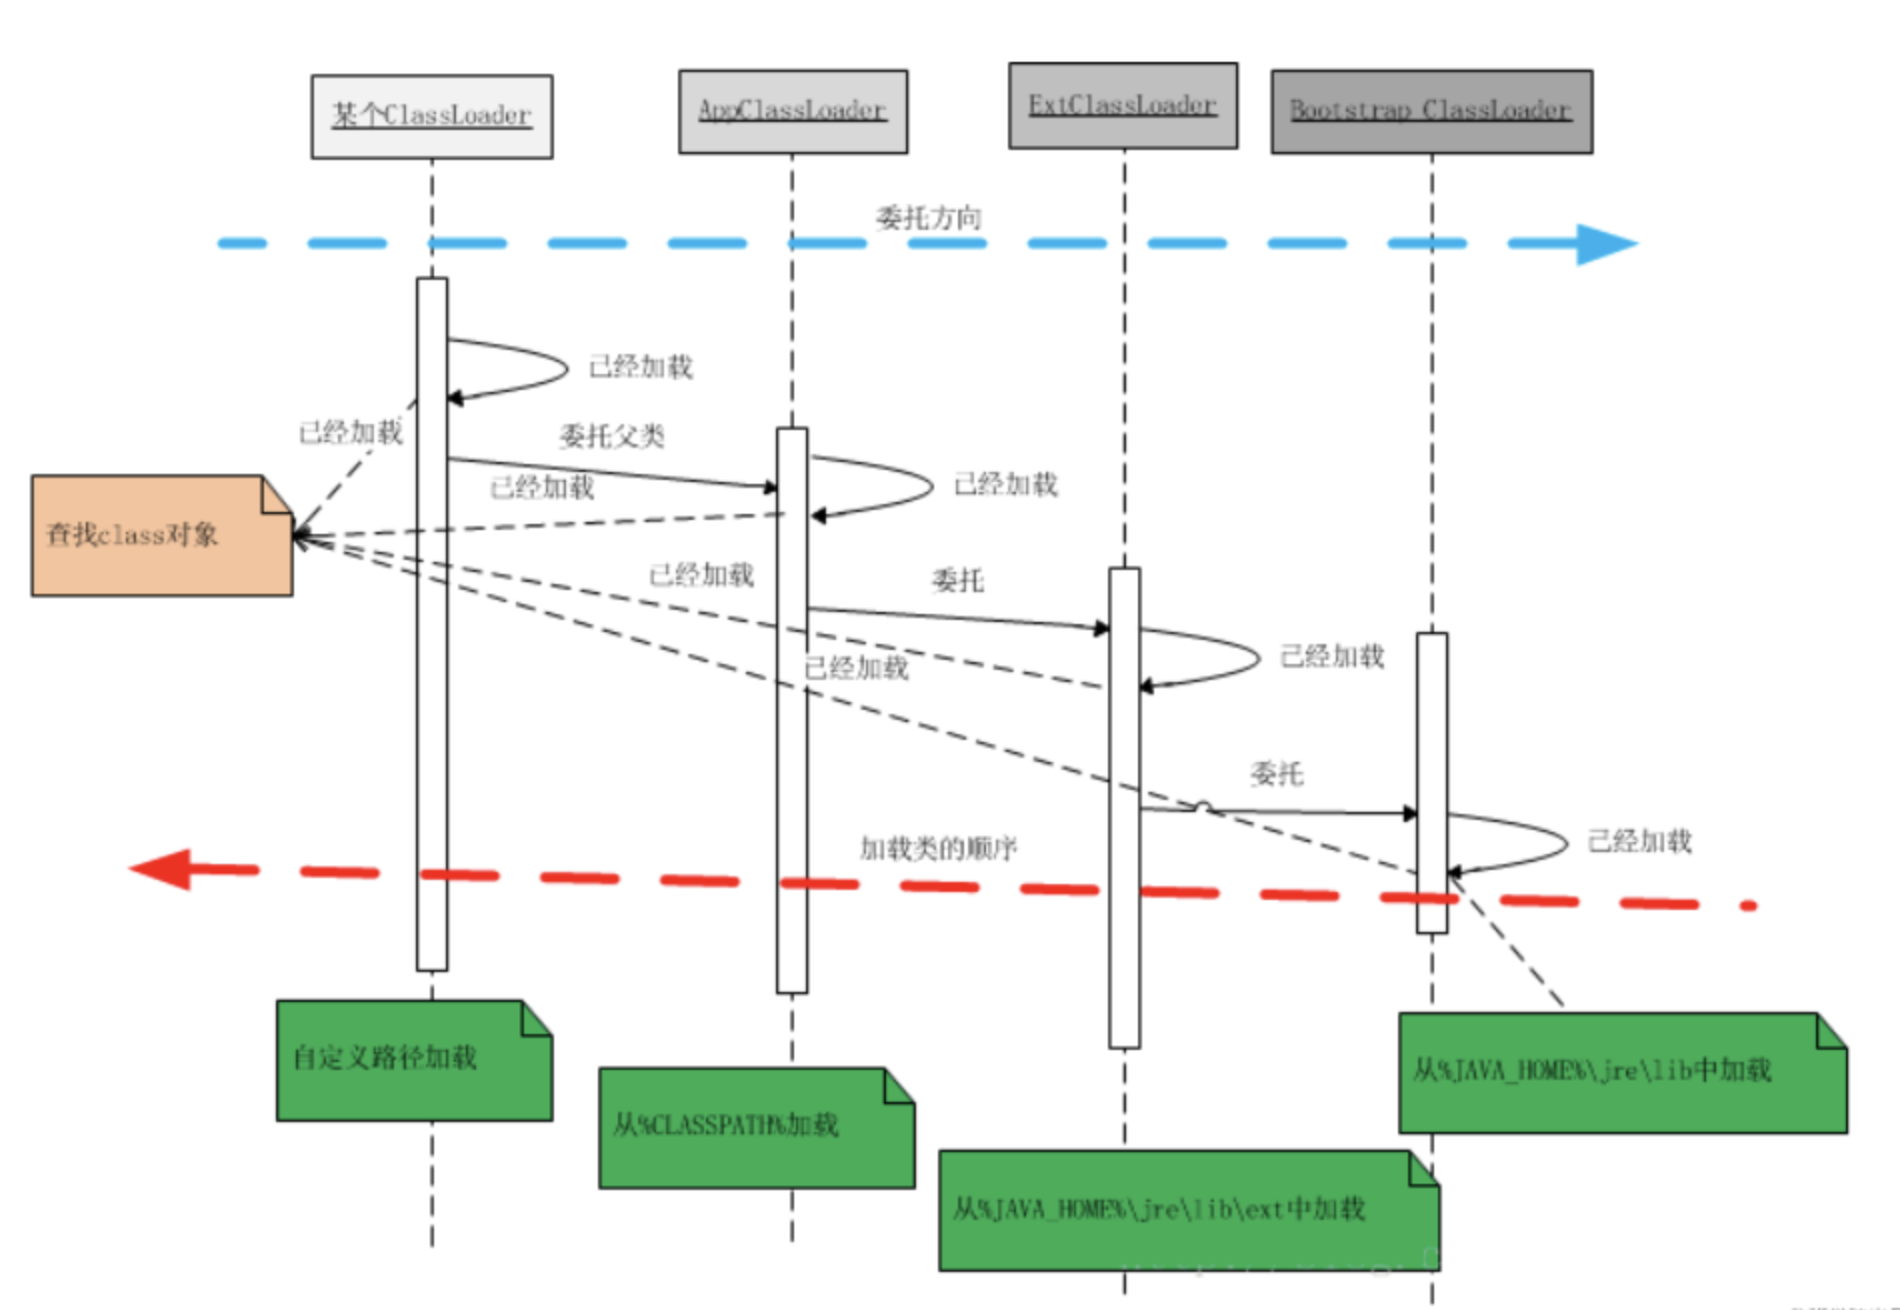 某个ClassLoader
AppClassLoader
ExtClassLoader
Bootstrap ClassLoader
委托方向
已经加载
已经加载
委托父类
已经加载
已经加载
查找class对象
已经加载
委托
已经加载
已经加载
委托
已经加载
加载类的顺序
自定义路径加载
从%CLASSPATH%加载
从%JAVA_HOME%\jre\lib中加载
从%JAVA_HOME%\jre\lib\ext中加载